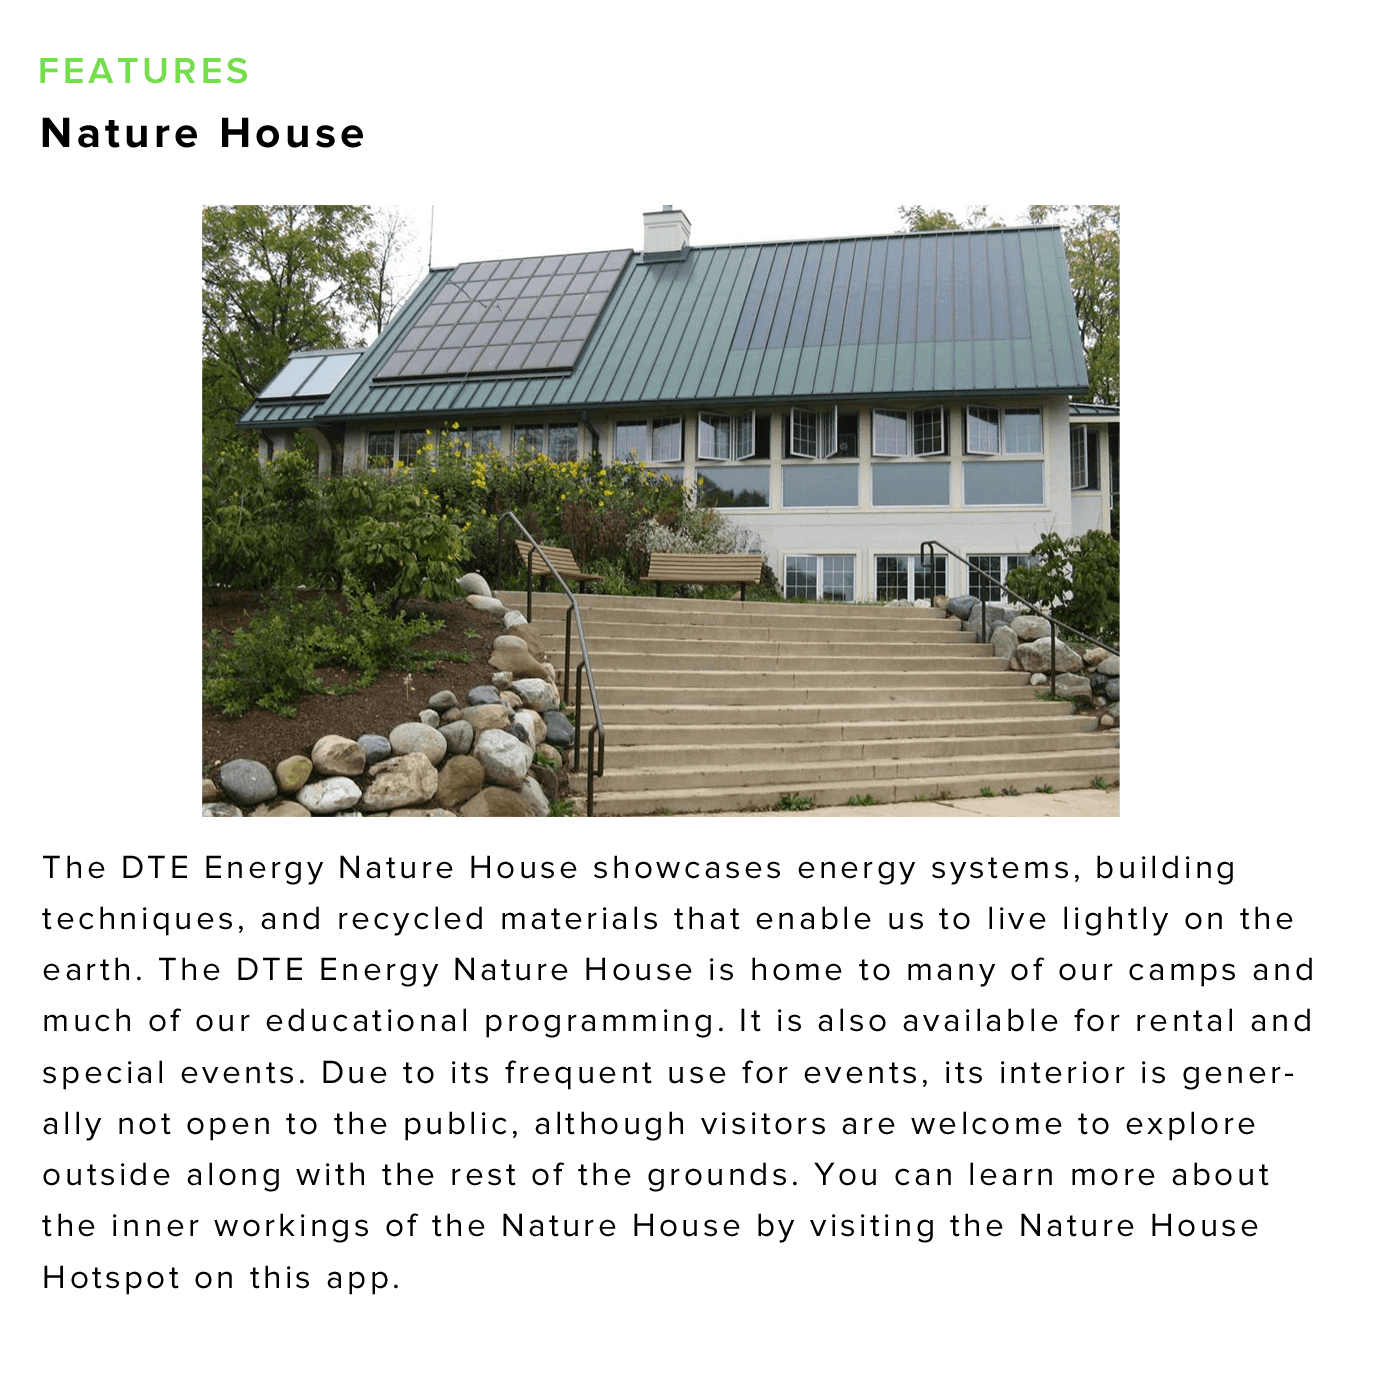 FEATURES
Nature House
The DTE Energy Nature House showcases energy systems, building
techniques, and recycled materials that enable us to live lightly on the
earth. The DTE Energy Nature House is home to many of our camps and
much of our educational programming. It is also available for rental and
special events. Due to its frequent use for events, its interior is gener-
ally not open to the public, although visitors are welcome to explore
outside along with the rest of the grounds. You can learn more about
the inner workings of the Nature House by visiting the Nature House
Hotspot on this app.